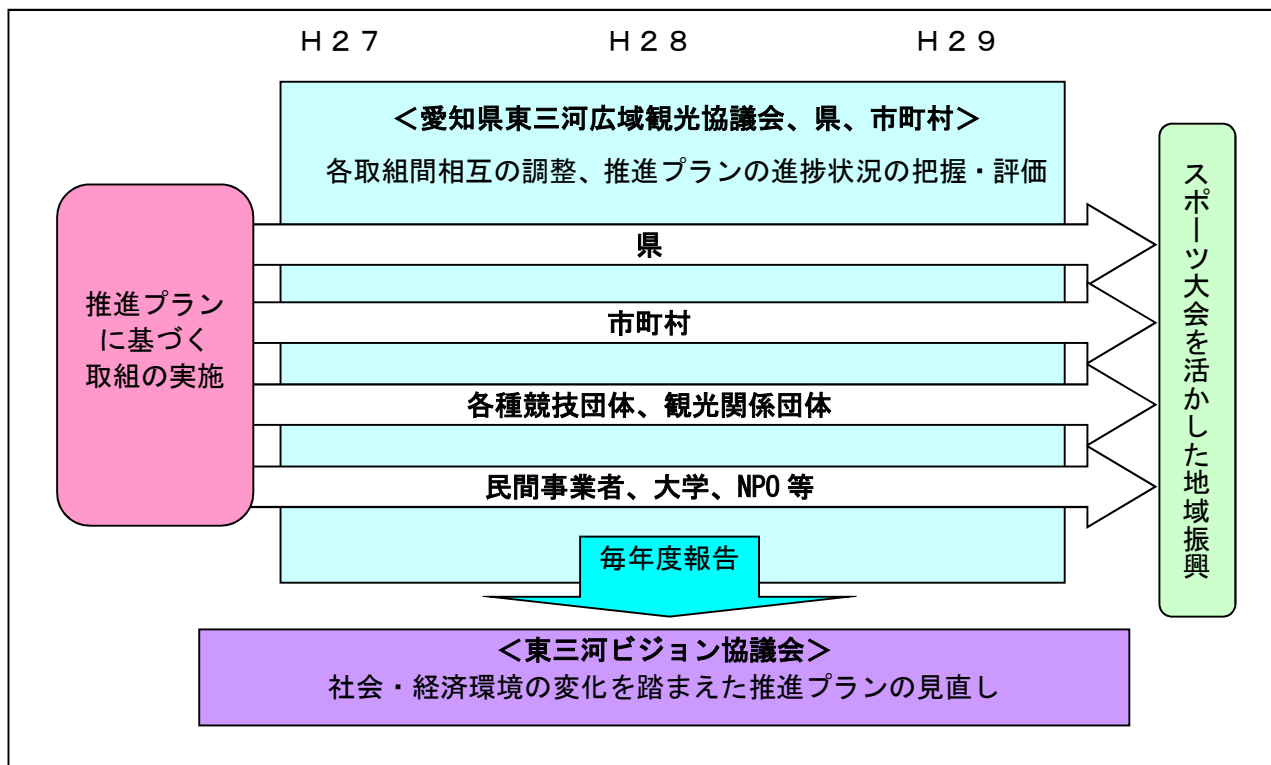 Ｈ２７　Ｈ２８　Ｈ２９
＜愛知県東三河広域観光協議会、県、市町村＞
各取組間相互の調整、推進プランの進捗状況の把握・評価
推進プラン
に基づく
取組の実施
県
市町村
各種競技団体、観光関係団体
民間事業者、大学、NPO 等
スポーツ大会を活かした地域振興
毎年度報告
＜東三河ビジョン協議会＞
社会・経済環境の変化を踏まえた推進プランの見直し